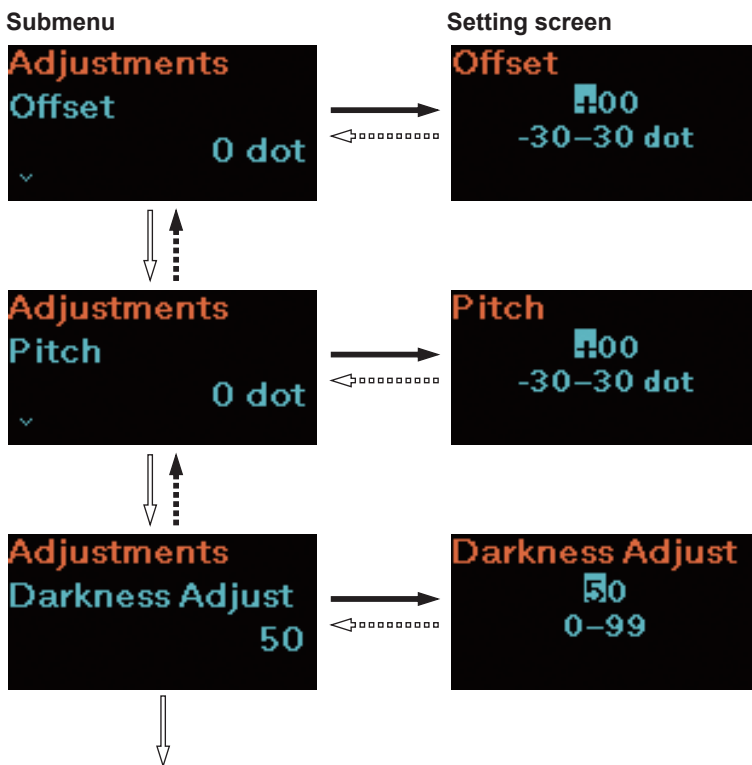 Submenu
Setting screen
Adjustments
Offset
0 dot
Offset
+00
-30–30 dot
Adjustments
Pitch
0 dot
Pitch
+00
-30–30 dot
Adjustments
Darkness Adjust
50
Darkness Adjust
50
0–99